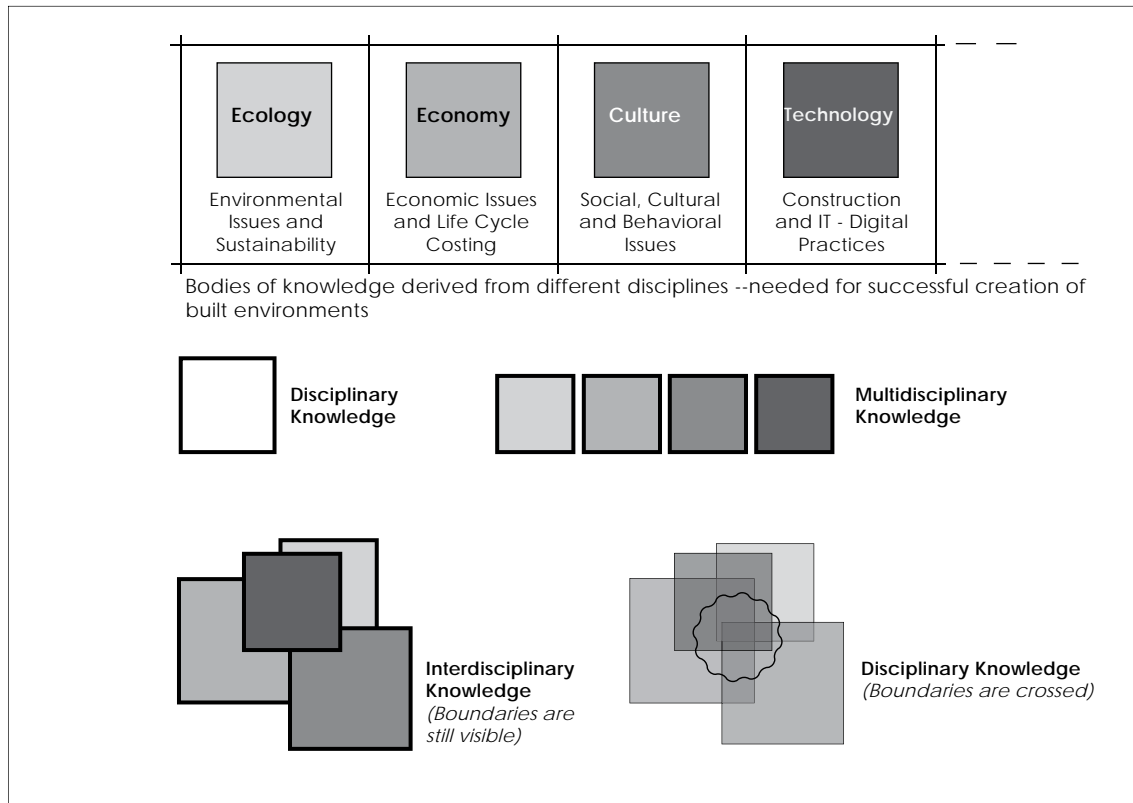 Ecology
Economy
Culture
Technology
Environmental
Issues and
Sustainability
Economic Issues
and Life Cycle
Costing
Social, Cultural
and Behavioral
Issues
Construction
and IT - Digital
Practices
Bodies of knowledge derived from different disciplines --needed for successful creation of
built environments
Disciplinary
Knowledge
Multidisciplinary
Knowledge
Interdisciplinary
Knowledge
(Boundaries are
still visible)
Disciplinary Knowledge
(Boundaries are crossed)